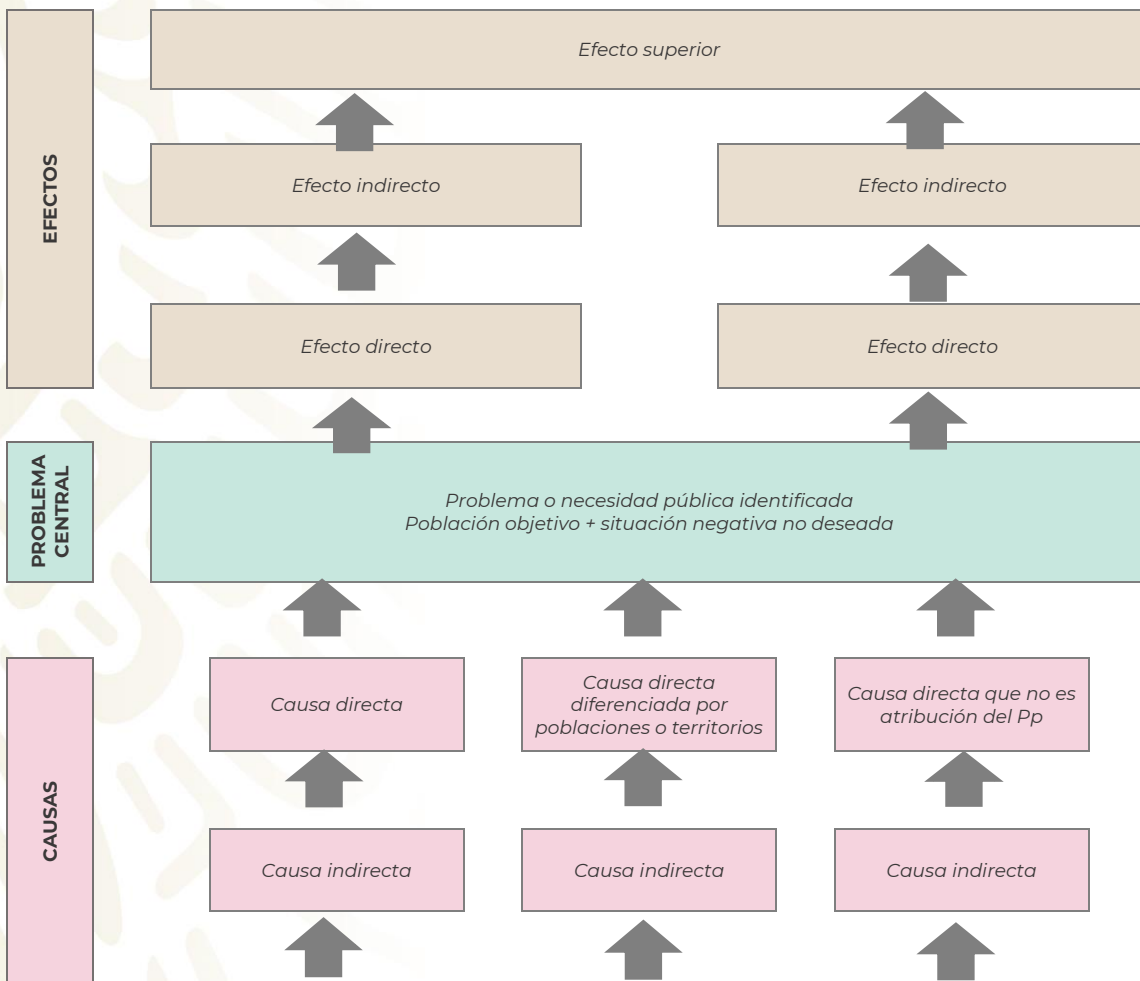 EFECTOS
Efecto superior
Efecto indirecto
Efecto indirecto
Efecto directo
Efecto directo
PROBLEMA
CENTRAL
Problema o necesidad pública identificada
Población objetivo + situación negativa no deseada
CAUSAS
Causa directa
Causa directa
diferenciada por
poblaciones o territorios
Causa directa que no es
atribución del Pp
Causa indirecta
Causa indirecta
Causa indirecta